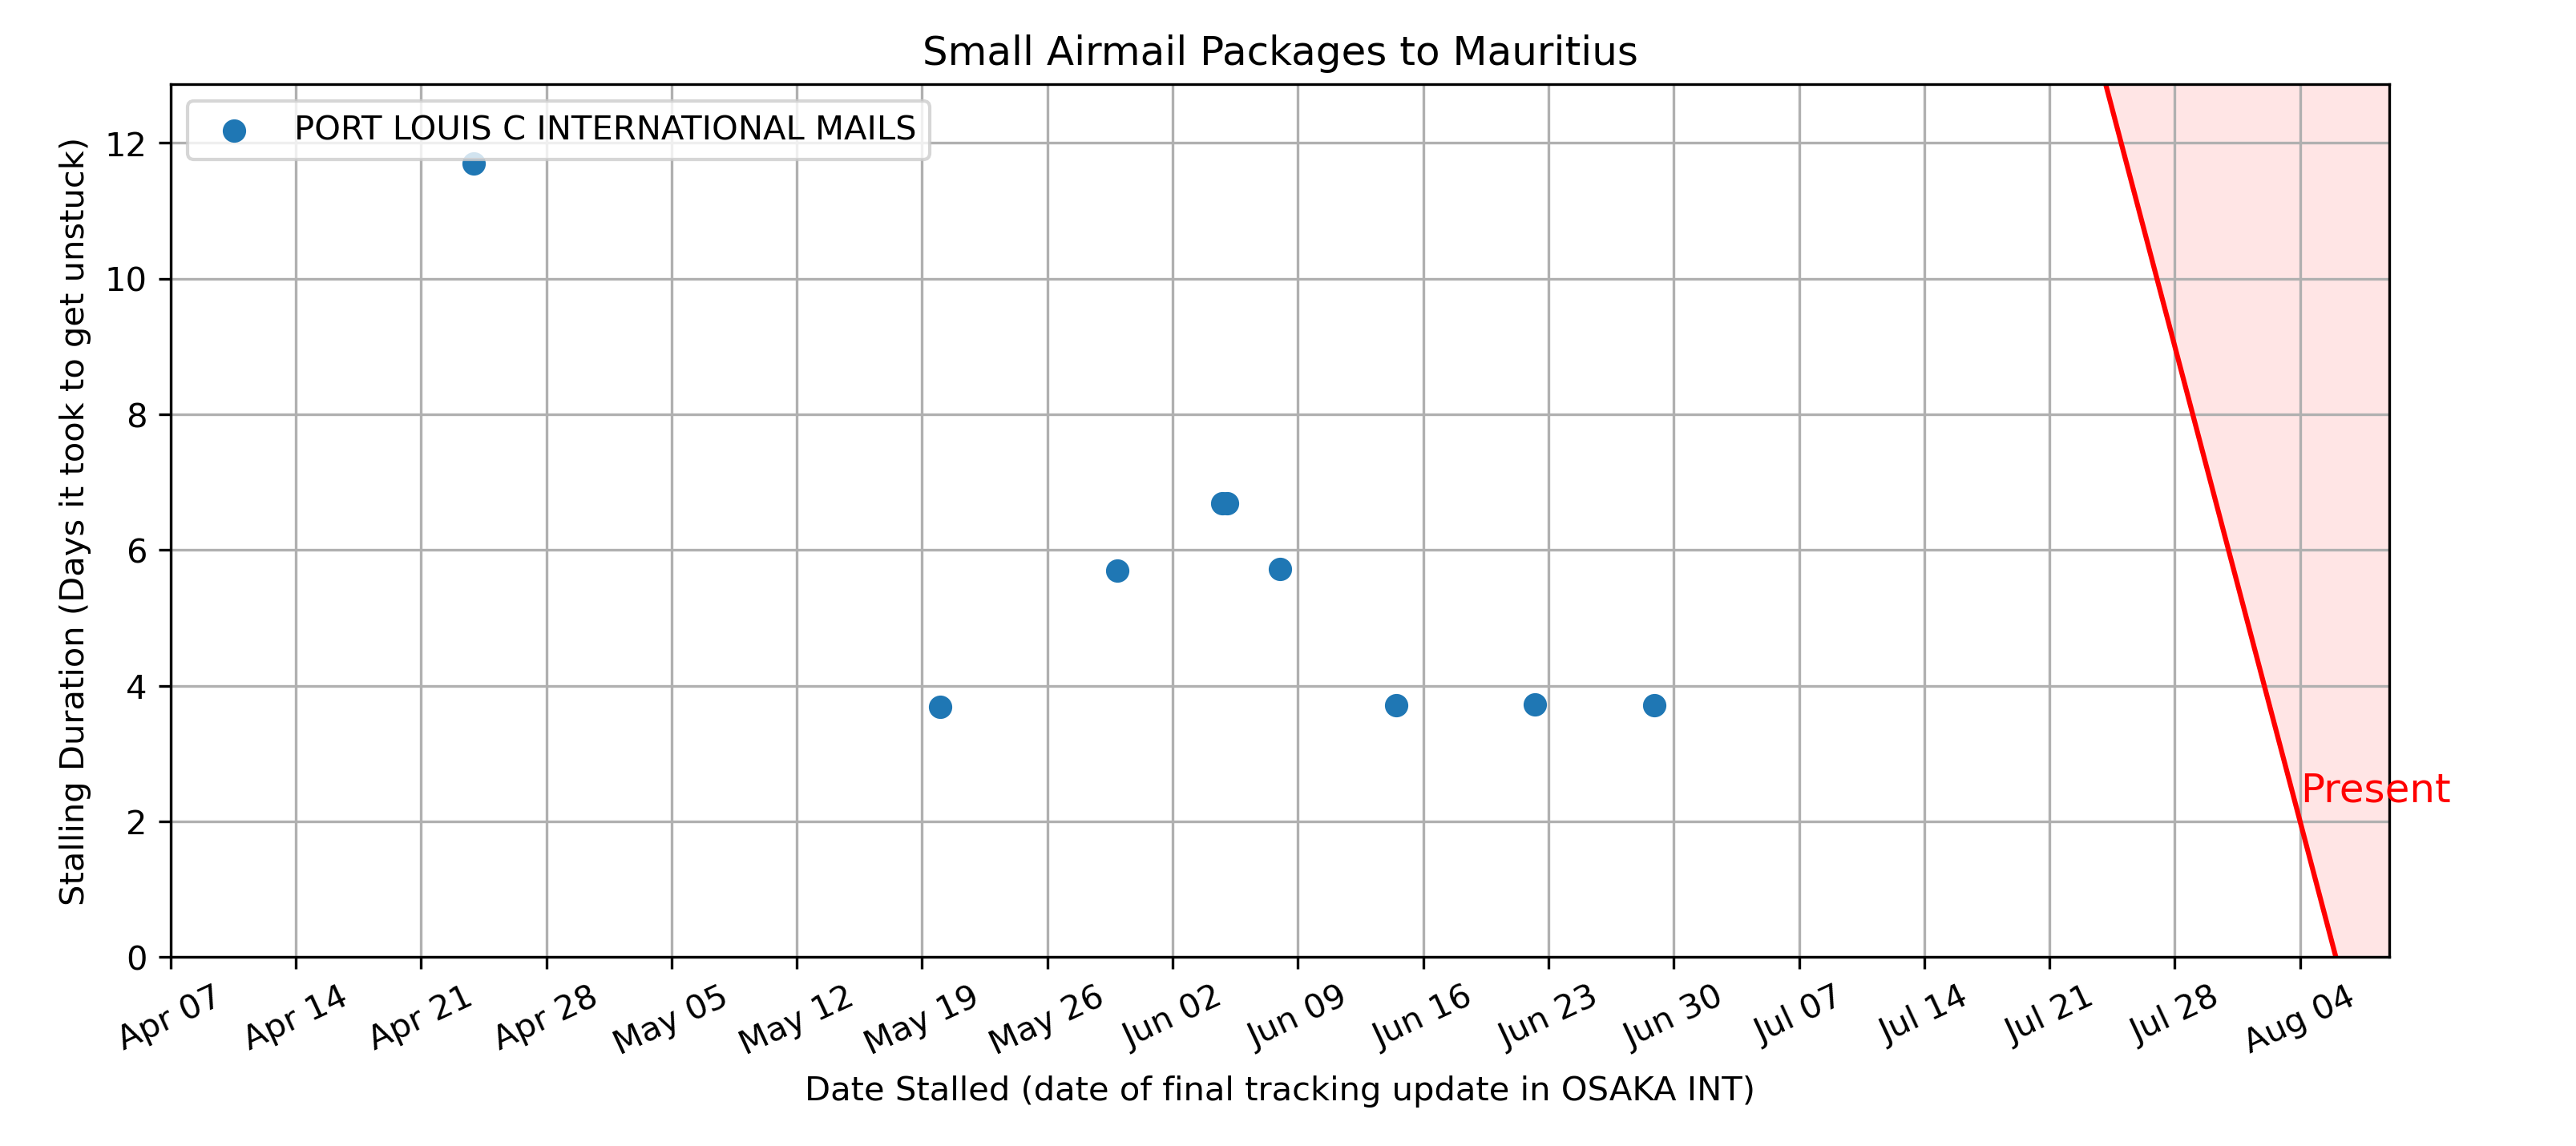 Small Airmail Packages to Mauritius
PORT LOUIS C INTERNATIONAL MAILS
Stalling Duration (Days it took to get unstuck)
12
10
8
6
4
2
0
Present
Apr 07
Apr 14
Apr 21
Apr 28
May 05
May 12
May 19
May 26
Jun 02
Jun 09
Jun 16
Jun 23
Jun 30
Jul 07
Jul 14
Jul 21
Jul 28
Aug 04
Date Stalled (date of final tracking update in OSAKA INT)